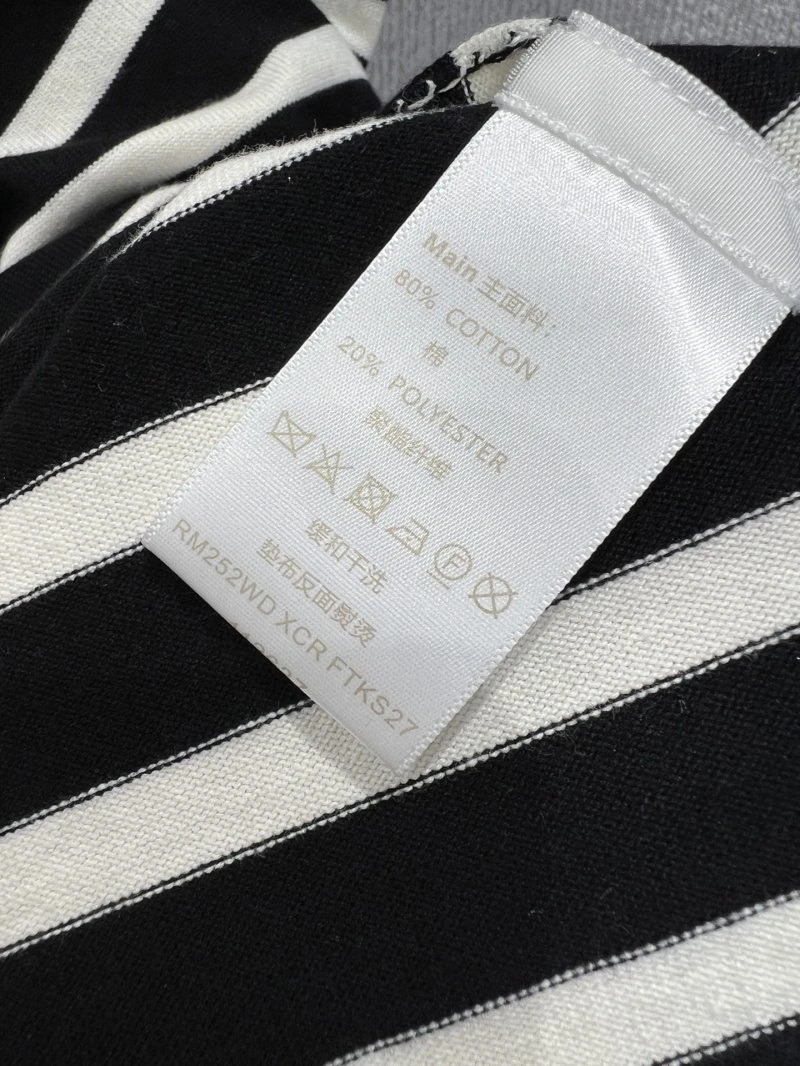 Main 主面料:
80% COTTON
棉
20% POLYESTER
聚酯纤维
F
缓和干洗
垫布反面熨烫
RM252WD XCR FTKS27